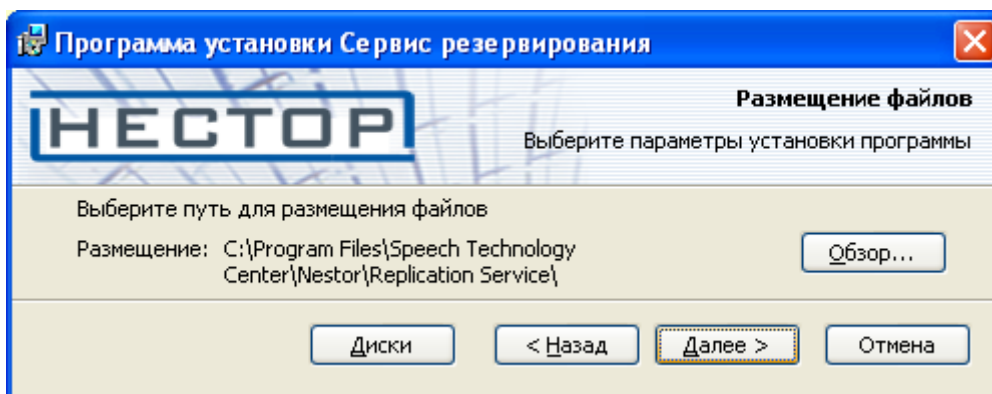 Программа установки Сервис резервирования
НЕСТОР
Размещение файлов
Выберите параметры установки программы
Выберите путь для размещения файлов
Размещение: C:\Program Files\Speech Technology
Center\Nestor\Replication Service\
Обзор...
Диски < Назад Далее > Отмена